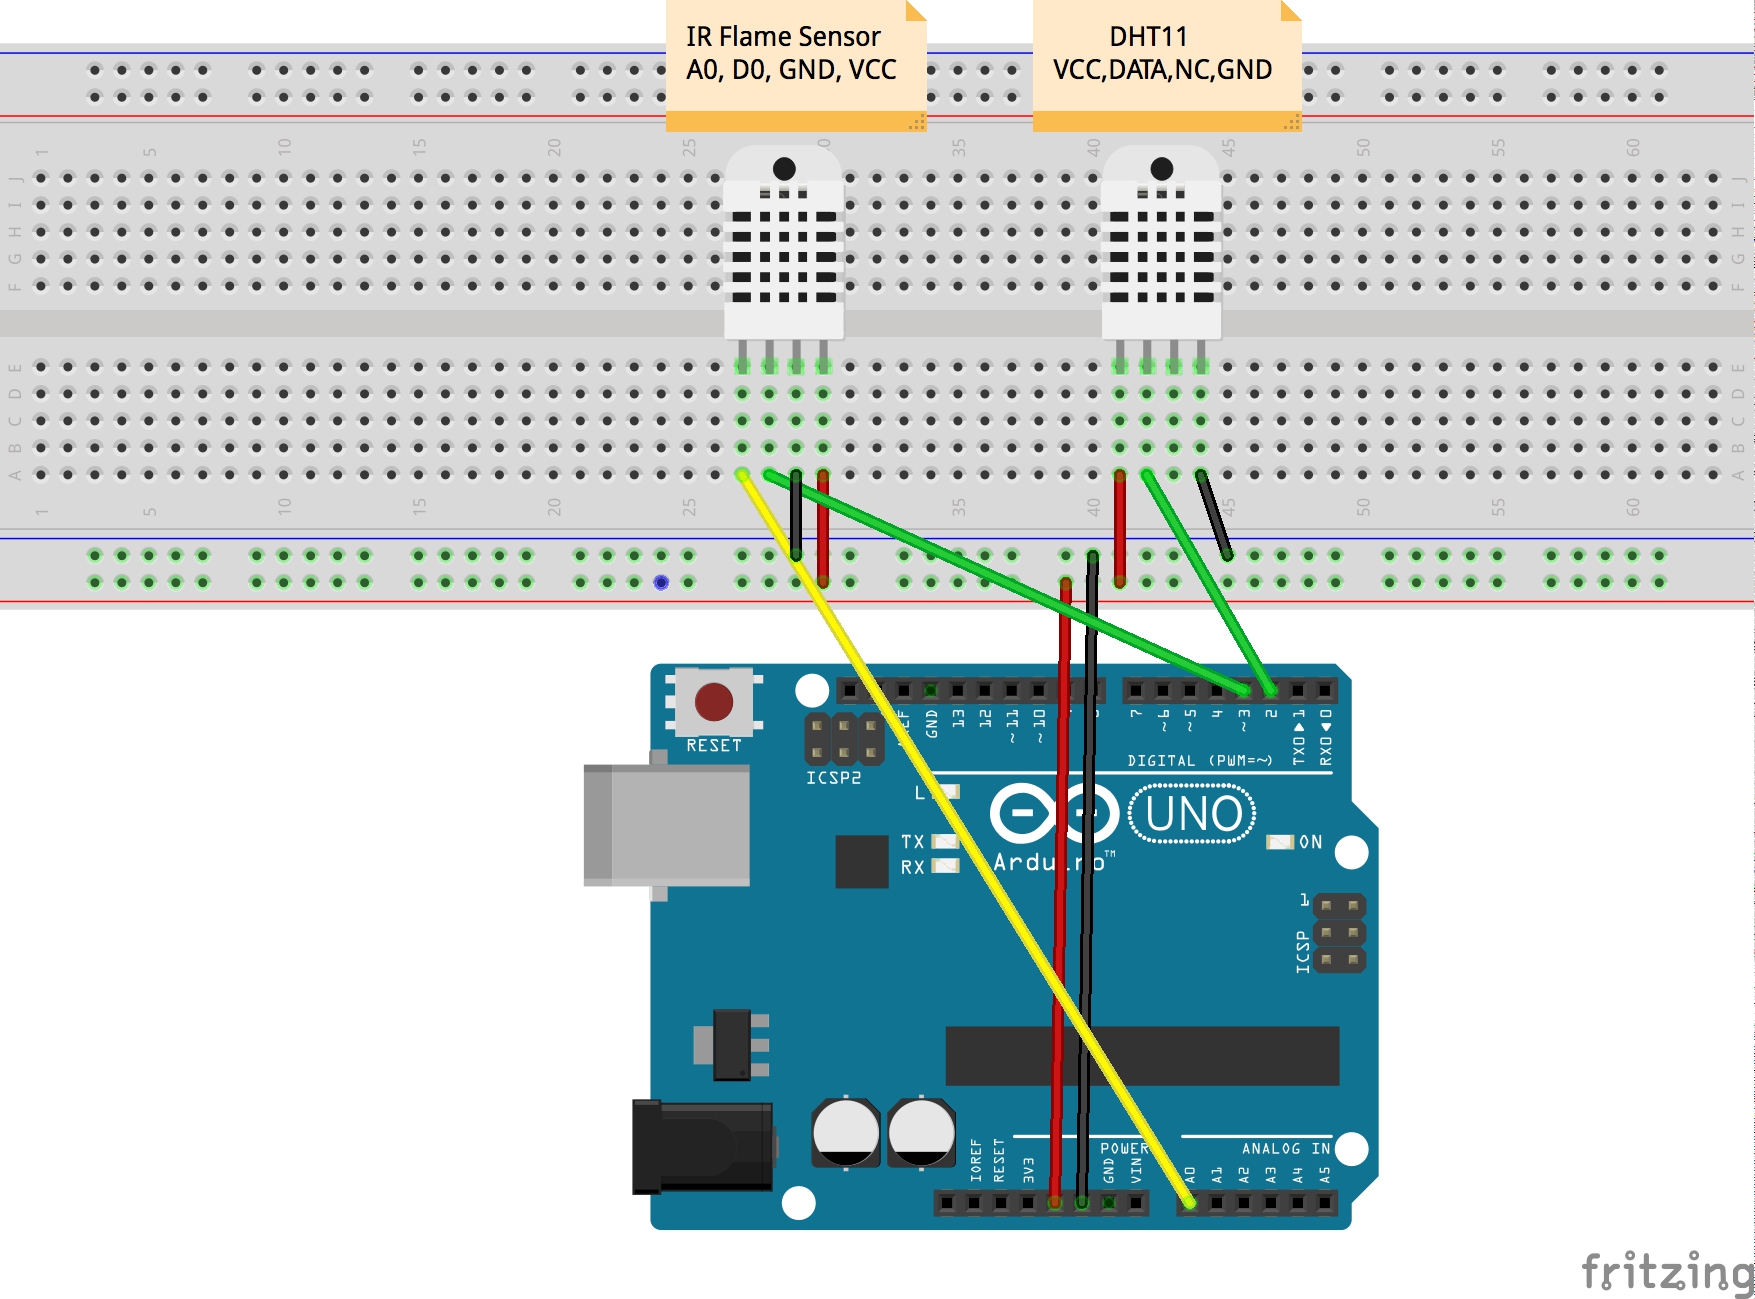 IR Flame Sensor
A0, D0, GND, VCC
DHT11
VCC,DATA,NC,GND
1 5 10 15 20 25 35 40 45 50 55 60
J J
I I
H H
G G
F F
E E
D D
C C
B B
A A
1 5 10 15 20 25 35 40 45 50 55 60
RESET
ICSP2
GND
13
12
~11
~10
7
~6
~5
4
~3
2
TX0▶1
RX0◀0
DIGITAL (PWM=~)
L
TX
RX
UNO
Arduino™
ON
1
ICSP
IOREF
RESET
3V3
POWER
GND
VIN
ANALOG IN
A0
A1
A2
A3
A4
A5
fritzing